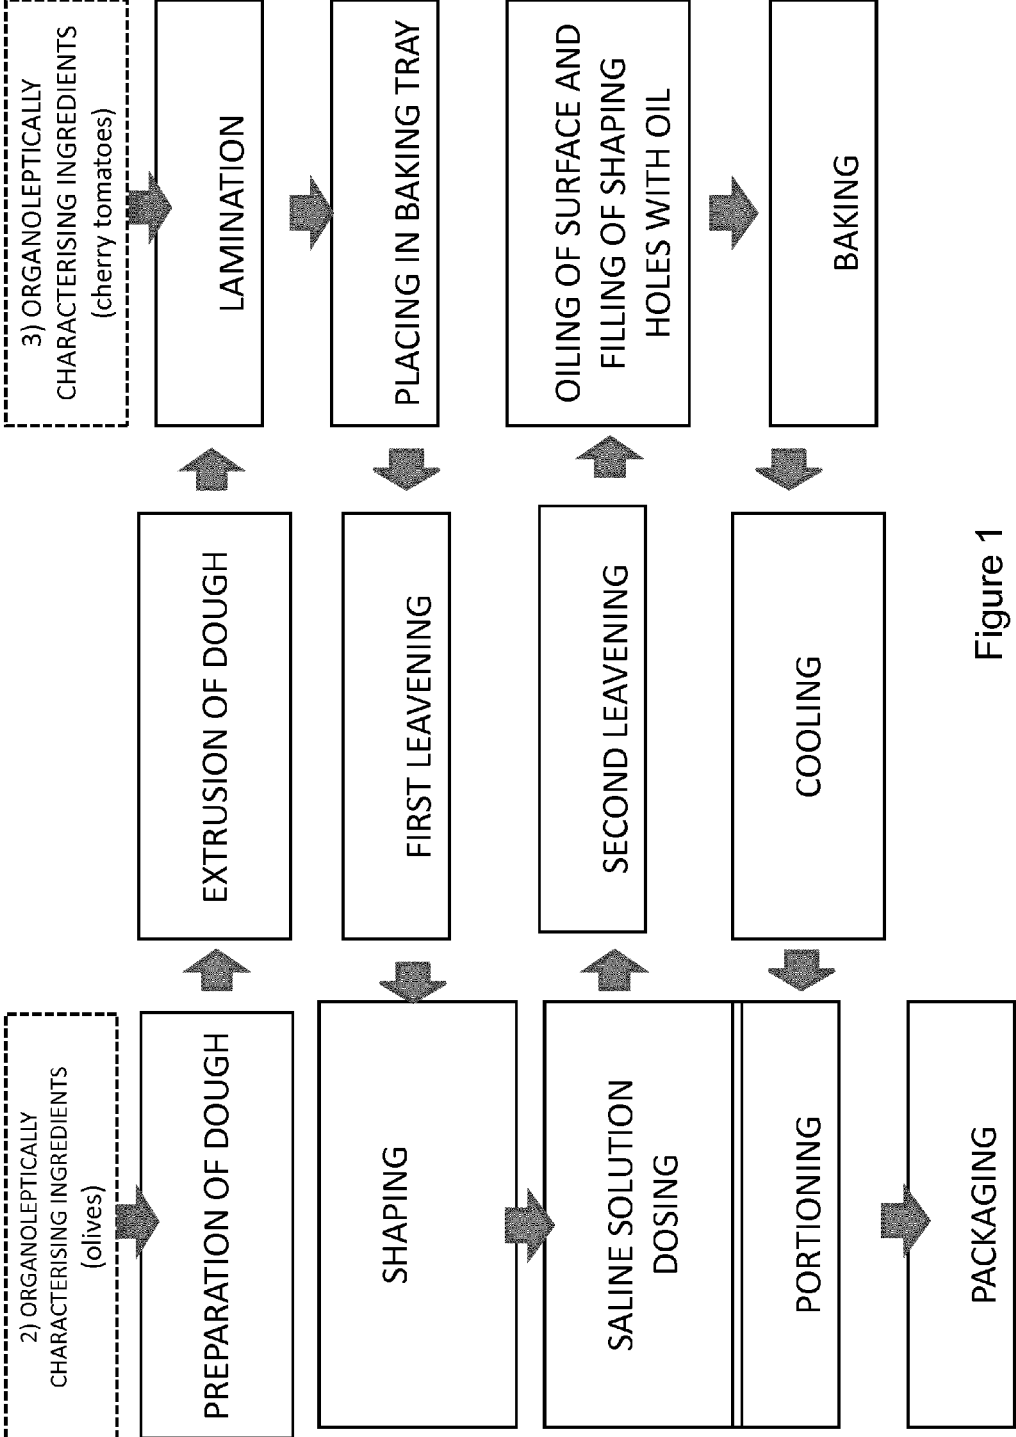 2) ORGANOLEPTICALLY
CHARACTERISING INGREDIENTS
(olives)
3) ORGANOLEPTICALLY
CHARACTERISING INGREDIENTS
(cherry tomatoes)
PREPARATION OF DOUGH
EXTRUSION OF DOUGH
LAMINATION
SHAPING
FIRST LEAVENING
PLACING IN BAKING TRAY
SALINE SOLUTION
DOSING
SECOND LEAVENING
OILING OF SURFACE AND
FILLING OF SHAPING
HOLES WITH OIL
PORTIONING
COOLING
BAKING
PACKAGING
Figure 1